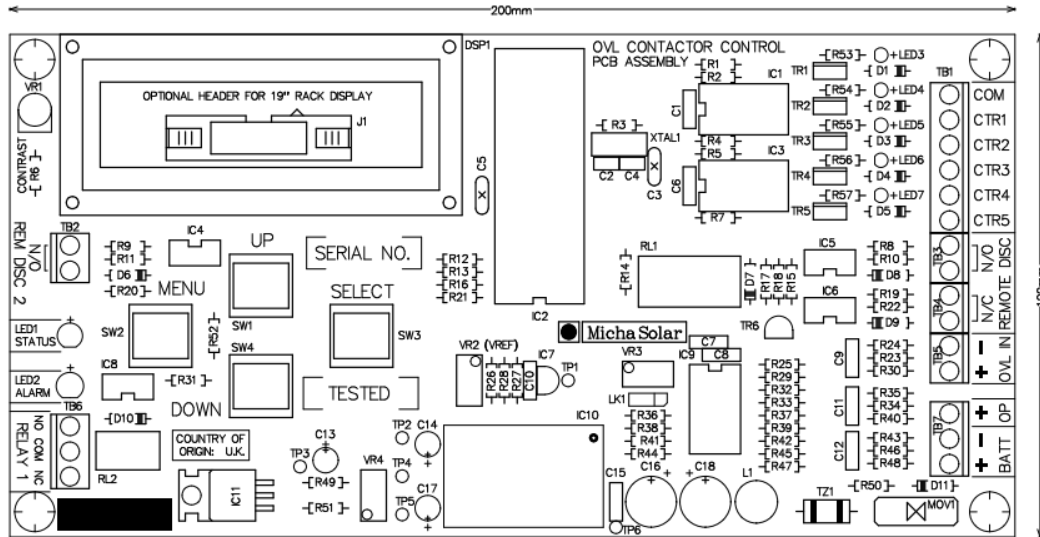 200mm
DSP1
OVL CONTACTOR CONTROL
PCB ASSEMBLY
VR1
CONTRAST
R6
OPTIONAL HEADER FOR 19" RACK DISPLAY
J1
C5
R1
R2
IC1
C1
R3
XTAL1
C2
C4
C3
R4
R5
IC3
C6
R7
R53
+LED3
TR1
D1
R54
+LED4
TR2
D2
R55
+LED5
TR3
D3
R56
+LED6
TR4
D4
R57
+LED7
TR5
D5
TB1
COM
CTR1
CTR2
CTR3
CTR4
CTR5
TB2
N/O
REM DISC 2
R9
R11
D6
R20
IC4
UP
SERIAL NO.
MENU
SELECT
R12
R13
R16
R21
SW1
SW2
SW3
SW4
R52
IC2
RL1
R14
D7
R17
R18
R15
IC5
R8
R10
D8
TB3
N/O
IC6
R19
R22
D9
TB4
N/C
REMOTE DISC
TR6
MichaSolar
LED1
STATUS
LED2
ALARM
IC8
R31
D10
DOWN
TESTED
VR2 (VREF)
R26
R28
R27
C10
IC7
TP1
VR3
IC9
C7
C8
LK1
R36
R38
R41
R44
R25
R29
R32
R33
R37
R39
R42
R45
R47
C9
R24
R23
R30
TB5
- +
OVL IN
C11
R35
R34
R40
C12
R43
R46
R48
TB7
+ - +
OP
BATT
TB6
NO COM NC
RELAY 1
RL2
COUNTRY OF
ORIGIN: U.K.
IC11
TP3
C13
R49
R51
VR4
TP2
C14
TP4
TP5
C17
IC10
C15
TP6
C16
C18
L1
TZ1
R50
D11
MOV1